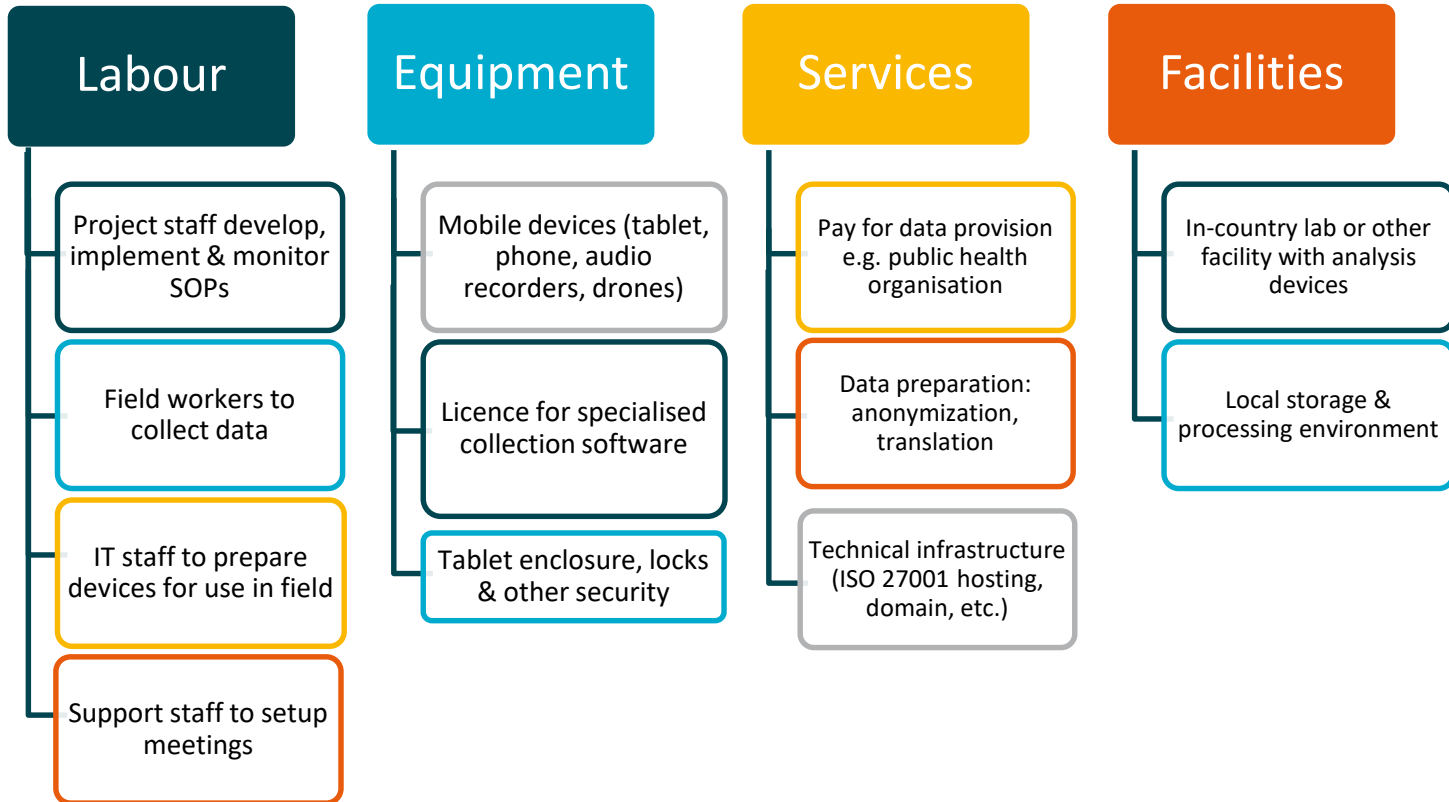 Labour
Project staff develop,
implement & monitor
SOPs
Field workers to
collect data
IT staff to prepare
devices for use in field
Support staff to setup
meetings
Equipment
Mobile devices (tablet,
phone, audio
recorders, drones)
Licence for specialised
collection software
Tablet enclosure, locks
& other security
Services
Pay for data provision
e.g. public health
organisation
Data preparation:
anonymization,
translation
Technical infrastructure
(ISO 27001 hosting,
domain, etc.)
Facilities
In-country lab or other
facility with analysis
devices
Local storage &
processing environment